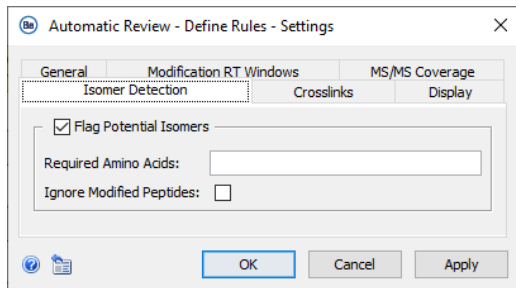 Be Automatic Review - Define Rules - Settings
General Modification RT Windows MS/MS Coverage
Isomer Detection Crosslinks Display
Flag Potential Isomers
Required Amino Acids:
Ignore Modified Peptides:
? OK Cancel Apply